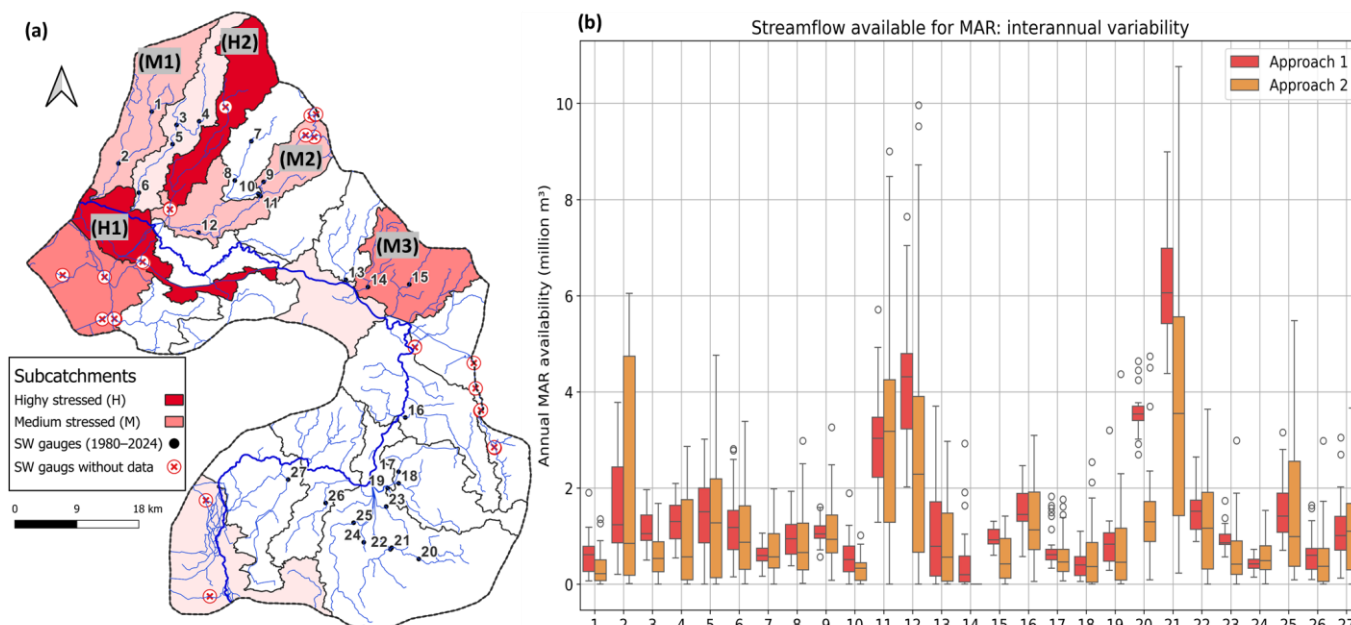 (a)
(H2)
(M1)
1
3
4
5
7
2
(M2)
8
9
10
6
11
12
(H1)
(M3)
13
14
15
Subcatchments
Highy stressed (H)
Medium stressed (M)
SW gauges (1980–2024)
SW gaugs without data
0 9 18 km
16
17
27
18
19
26
23
25
24
22
21
20
(b)
Streamflow available for MAR: interannual variability
Approach 1
Approach 2
Annual MAR availability (million m³)
10
8
6
4
2
0
1 2 3 4 5 6 7 8 9 10 11 12 13 14 15 16 17 18 19 20 21 22 23 24 25 26 27